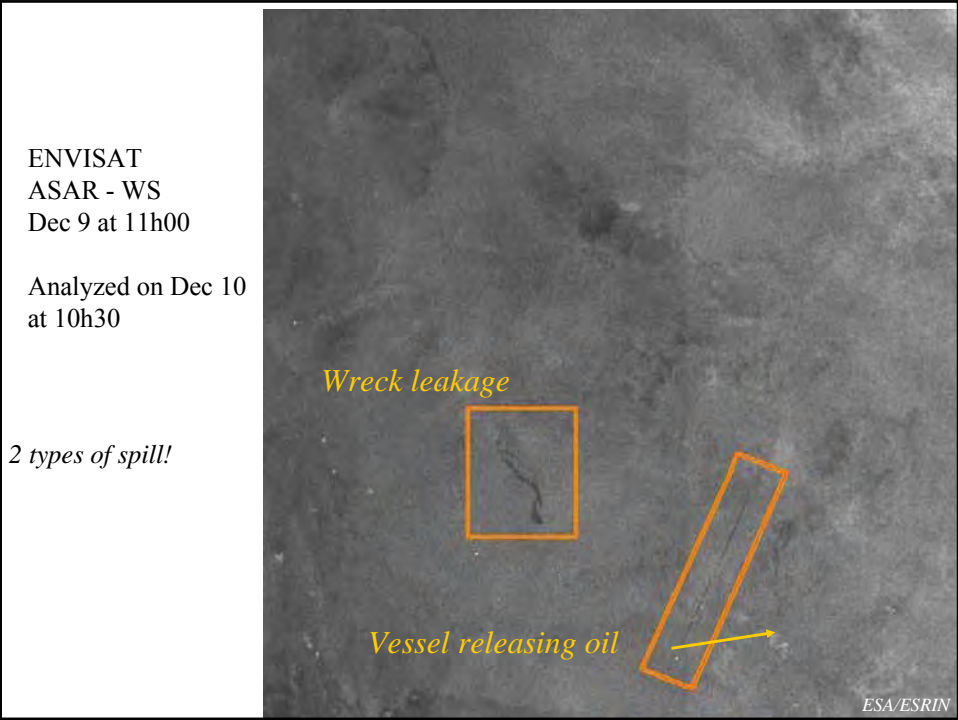 ENVISAT
ASAR - WS
Dec 9 at 11h00
Analyzed on Dec 10
at 10h30
2 types of spill!
Wreck leakage
Vessel releasing oil
ESA/ESRIN